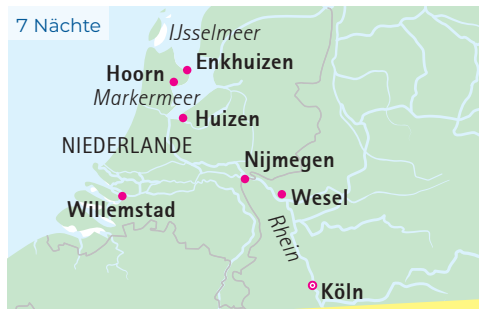 7 Nächte
IJsselmeer
Enkhuizen
Hoorn
Markermeer
Huizen
NIEDERLANDE
Nijmegen
Wesel
Willemstad
Rhein
Köln